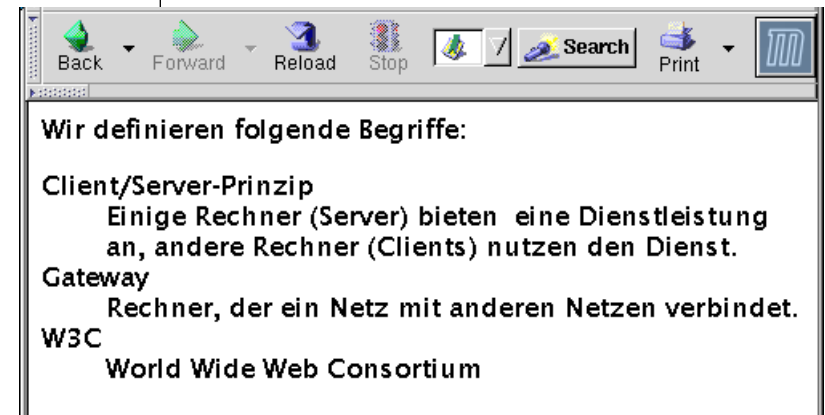 Back Forward Reload Stop Search Print m
Wir definieren folgende Begriffe:
Client/Server-Prinzip
Einige Rechner (Server) bieten eine Dienstleistung
an, andere Rechner (Clients) nutzen den Dienst.
Gateway
Rechner, der ein Netz mit anderen Netzen verbindet.
W3C
World Wide Web Consortium